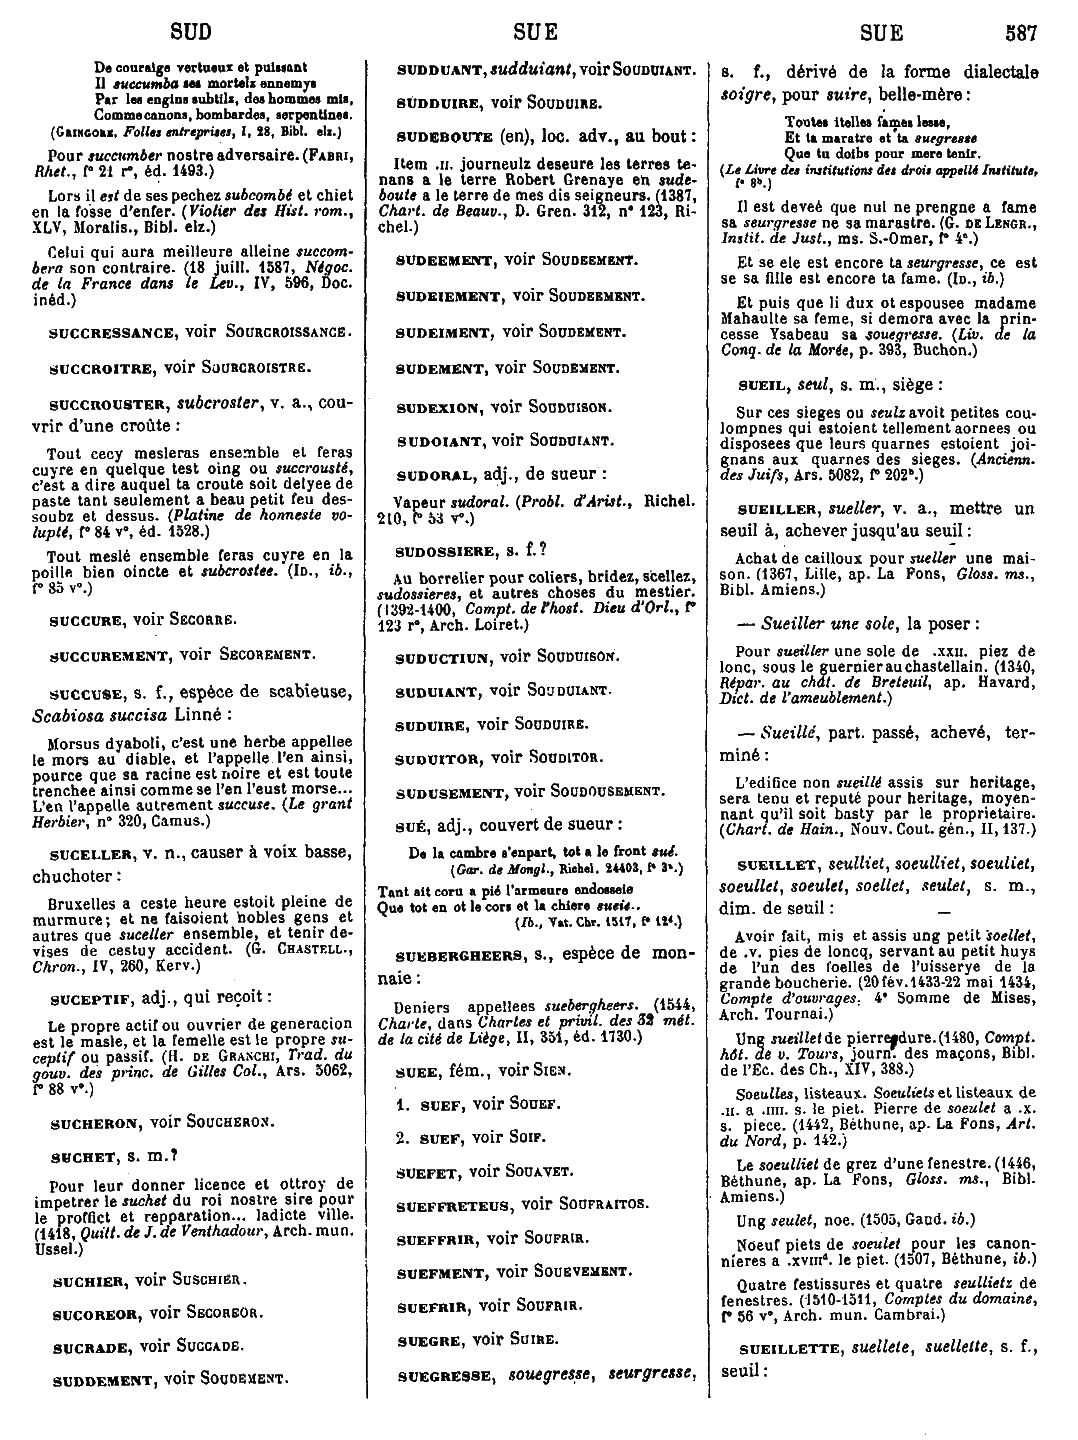 SUD
SUE
SUE 587
De couraige vertueux et puissant
Il succumba ses mortelz ennemys
Par les engins subtilz, des hommes mis,
Comme canons, bombardes, serpentines.
(GRINGORE, Folles entreprises, I, 28, Bibl. elz.)
Pour succumber nostre adversaire. (FABRI,
Rhet., f° 21 r°, éd. 1493.)
Lors il est de ses pechez subcombé et chiet
en la fosse d'enfer. (Violier des Hist. rom.,
XLV, Moralis., Bibl. elz.)
Celui qui aura meilleure alleine succom-
bera son contraire. (18 juill. 1587, Négoc.
de la France dans le Lev., IV, 596, Doc.
inéd.)
SUCCRESSANCE, voir SOURCROISSANCE.
SUCCROITRE, voir SOURCROISTRE.
SUCCROUSTER, subcroster, v. a., cou-
vrir d'une croûte :
Tout cecy mesleras ensemble et feras
cuyre en quelque test oing ou succrousté,
c'est a dire auquel ta croute soit delyee de
paste tant seulement a beau petit feu des-
soubz et dessus. (Platine de honneste vo-
lupté, f° 84 v°, éd. 1528.)
Tout meslé ensemble feras cuyre en la
poille bien oincte et subcrostee. (ID., ib.,
f° 85 v°.)
SUCCURE, voir SECORRE.
SUCCUREMENT, voir SECOREMENT.
SUCCUSE, s. f., espèce de scabieuse,
Scabiosa succisa Linné :
Morsus dyaboli, c'est une herbe appellee
le mors au diable, et l'appelle l'en ainsi,
pource que sa racine est noire et est toute
trenchee ainsi comme se l'en l'eust morse...
L'en l'appelle autrement succuse. (Le grant
Herbier, n° 320, Camus.)
SUCELLER, v. n., causer à voix basse,
chuchoter :
Bruxelles a ceste heure estoit pleine de
murmure; et ne faisoient nobles gens et
autres que suceller ensemble, et tenir de-
vises de cestuy accident. (G. CHASTELL.,
Chron., IV, 260, Kerv.)
SUCEPTIF, adj., qui reçoit :
Le propre actif ou ouvrier de generacion
est le masle, et la femelle est le propre su-
ceptif ou passif. (H. DE GRANCHI, Trad. du
gouv. des princ. de Gilles Col., Ars. 5062,
f° 88 v°.)
SUCHERON, voir SOUCHERON.
SUCHET, s. m.?
Pour leur donner licence et ottroy de
impetrer le suchet du roi nostre sire pour
le proffict et repparation... ladicte ville.
(1418, Quitt. de J. de Venthadour, Arch. mun.
Ussel.)
SUCHIER, voir SUSCHIER.
SUCOREOR, voir SECOREOR.
SUCRADE, voir SUCCADE.
SUDDEMENT, voir SOUDEMENT.
SUDDUANT, sudduiant, voir SOUDUIANT.
SUDDUIRE, voir SOUDUIRE.
SUDEBOUTE (en), loc. adv., au bout :
Item .II. journeulz deseure les terres te-
nans a le terre Robert Grenaye en sude-
boute a le terre de mes dis seigneurs. (1387,
Chart. de Beauv., D. Gren. 312, n° 123, Ri-
chel.)
SUDEEMENT, voir SOUDEEMENT.
SUDEIEMENT, voir SOUDEEMENT.
SUDEIMENT, voir SOUDEMENT.
SUDEMENT, voir SOUDEMENT.
SUDEXION, voir SOUDUISON.
SUDOIANT, voir SOUDUIANT.
SUDORAL, adj., de sueur :
Vapeur sudoral. (Probl. d'Arist., Richel.
210, f° 53 v°.)
SUDOSSIERE, s. f.?
Au borrelier pour coliers, bridez, scellez,
sudossieres, et autres choses du mestier.
(1392-1400, Compt. de l'host. Dieu d'Orl., f°
123 r°, Arch. Loiret.)
SUDUCTIUN, voir SOUDUISON.
SUDUIANT, voir SOUDUIANT.
SUDUIRE, voir SOUDUIRE.
SUDUITOR, voir SOUDITOR.
SUDUSEMENT, voir SOUDOUSEMENT.
SUÉ, adj., couvert de sueur :
De la cambre s'enpart, tot a le front sué.
(Gar. de Mongl., Richel. 24403, f° 3ᵇ.)
Tant ait coru a pié l'armeure endosseie
Que tot en ot le cors et la chiere sueie..
(Ib., Vat. Chr. 1517, f° 12ᵈ.)
SUEBERGHEERS, s., espèce de mon-
naie :
Deniers appellees suebergheers. (1544,
Charte, dans Chartes et privil. des 32 mét.
de la cité de Liège, II, 351, éd. 1730.)
SUEE, fém., voir SIEN.
1. SUEF, voir SOUEF.
2. SUEF, voir SOIF.
SUEFET, voir SOUAVET.
SUEFFRETEUS, voir SOUFRAITOS.
SUEFFRIR, voir SOUFRIR.
SUEFMENT, voir SOUEVEMENT.
SUEFRIR, voir SOUFRIR.
SUEGRE, voir SUIRE.
SUEGRESSE, souegresse, seurgresse,
s. f., dérivé de la forme dialectale
soigre, pour suire, belle-mère :
Toutes itelles fames lesse,
Et ta maratre et ta suegresse
Que tu doibs pour mere tenir.
(Le Livre des institutions des drois appellé Institute,
f° 8ᵇ.)
Il est deveé que nul ne prengne a fame
sa seurgresse ne sa marastre. (G. DE LENGR.,
Instit. de Just., ms. S.-Omer, f° 4ᶜ.)
Et se ele est encore ta seurgresse, ce est
se sa fille est encore ta fame. (ID., ib.)
Et puis que li dux ot espousee madame
Mahaulte sa feme, si demora avec la prin-
cesse Ysabeau sa souegresse. (Liv. de la
Conq. de la Morée, p. 393, Buchon.)
SUEIL, seul, s. m., siège :
Sur ces sieges ou seulz avoit petites cou-
lompnes qui estoient tellement aornees ou
disposees que leurs quarnes estoient joi-
gnans aux quarnes des sieges. (Ancienn.
des Juifs, Ars. 5082, f° 202ᵇ.)
SUEILLER, sueller, v. a., mettre un
seuil à, achever jusqu'au seuil :
Achat de cailloux pour sueller une mai-
son. (1367, Lille, ap. La Fons, Gloss. ms.,
Bibl. Amiens.)
— Sueiller une sole, la poser :
Pour sueiller une sole de .XXII. piez de
lonc, sous le guernier au chastellain. (1340,
Répar. au chât. de Breteuil, ap. Havard,
Dict. de l'ameublement.)
— Sueillé, part. passé, achevé, ter-
miné :
L'edifice non sueillé assis sur heritage,
sera tenu et reputé pour heritage, moyen-
nant qu'il soit basty par le proprietaire.
(Chart. de Hain., Nouv. Cout. gén., II, 137.)
SUEILLET, seulliet, soeulliet, soeuliet,
soeullet, soeulet, soellet, seulet, s. m.,
dim. de seuil :
Avoir fait, mis et assis ung petit soellet,
de .v. pies de loncq, servant au petit huys
de l'un des foelles de l'uisserye de la
grande boucherie. (20 fév. 1433-22 mai 1434,
Compte d'ouvrages, 4° Somme de Mises,
Arch. Tournai.)
Ung sueillet de pierre dure. (1480, Compt.
hôt. de v. Tours, journ. des maçons, Bibl.
de l'Ec. des Ch., XIV, 388.)
Soeulles, listeaux. Soeuliets et listeaux de
.II. a .IIII. s. le piet. Pierre de soeulet a .x.
s. piece. (1442, Béthune, ap. La Fons, Art.
du Nord, p. 142.)
Le soeulliet de grez d'une fenestre. (1446,
Béthune, ap. La Fons, Gloss. ms., Bibl.
Amiens.)
Ung seulet, noe. (1505, Gand. ib.)
Nœuf piets de soeulet pour les canon-
nieres a .XVIIIᵈ. le piet. (1507, Béthune, ib.)
Quatre festissures et quatre seullietz de
fenestres. (1510-1511, Comptes du domaine,
f° 56 v°, Arch. mun. Cambrai.)
SUEILLETTE, suellete, suellette, s. f.,
seuil :